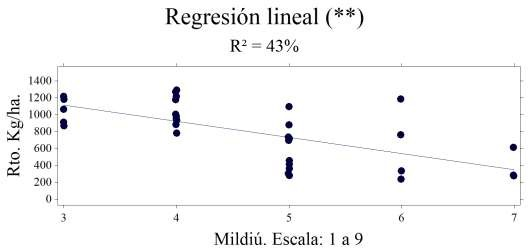 Regresión lineal (**)
R² = 43%
Rto. Kg/ha.
1400
1200
1000
800
600
400
200
0
3 4 5 6 7
Mildiú. Escala: 1 a 9